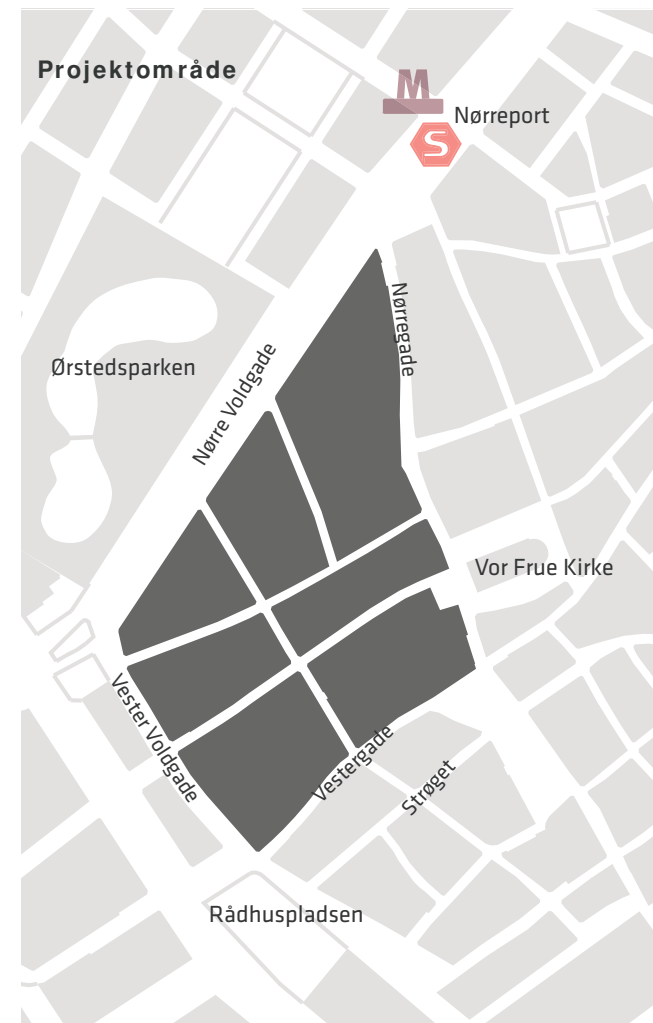 Projektområde
M
Nørreport
S
Nørregade
Ørstedsparken
Nørre Voldgade
Vor Frue Kirke
Vester Voldgade
Vestergade
Strøget
Rådhuspladsen